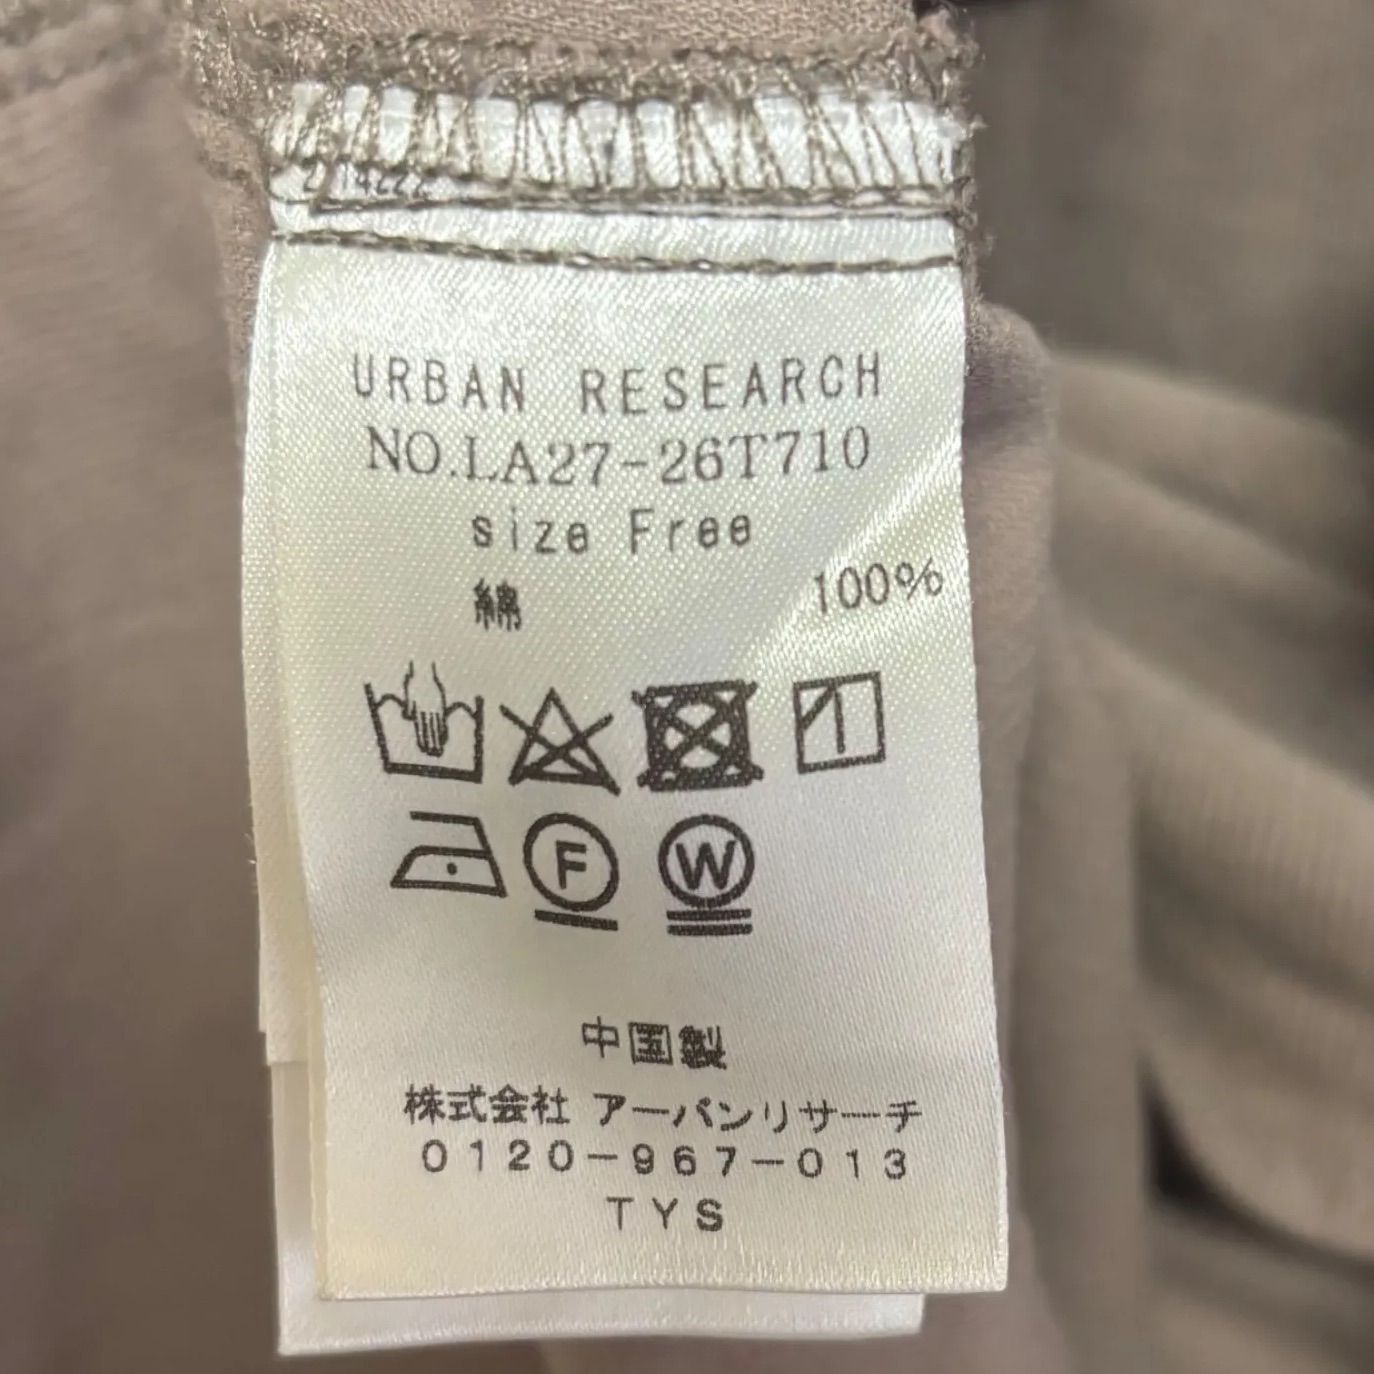 URBAN RESEARCH
NO.LA27-26T710
size Free
綿 100%
F W
中国製
株式会社 アーバンリサーチ
0120-967-013
TYS